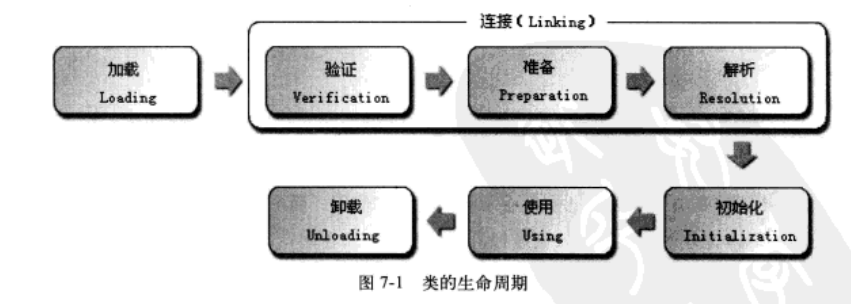 连接(Linking)
加载
Loading
验证
Verification
准备
Preparation
解析
Resolution
卸载
Unloading
使用
Using
初始化
Initialization
图 7-1 类的生命周期